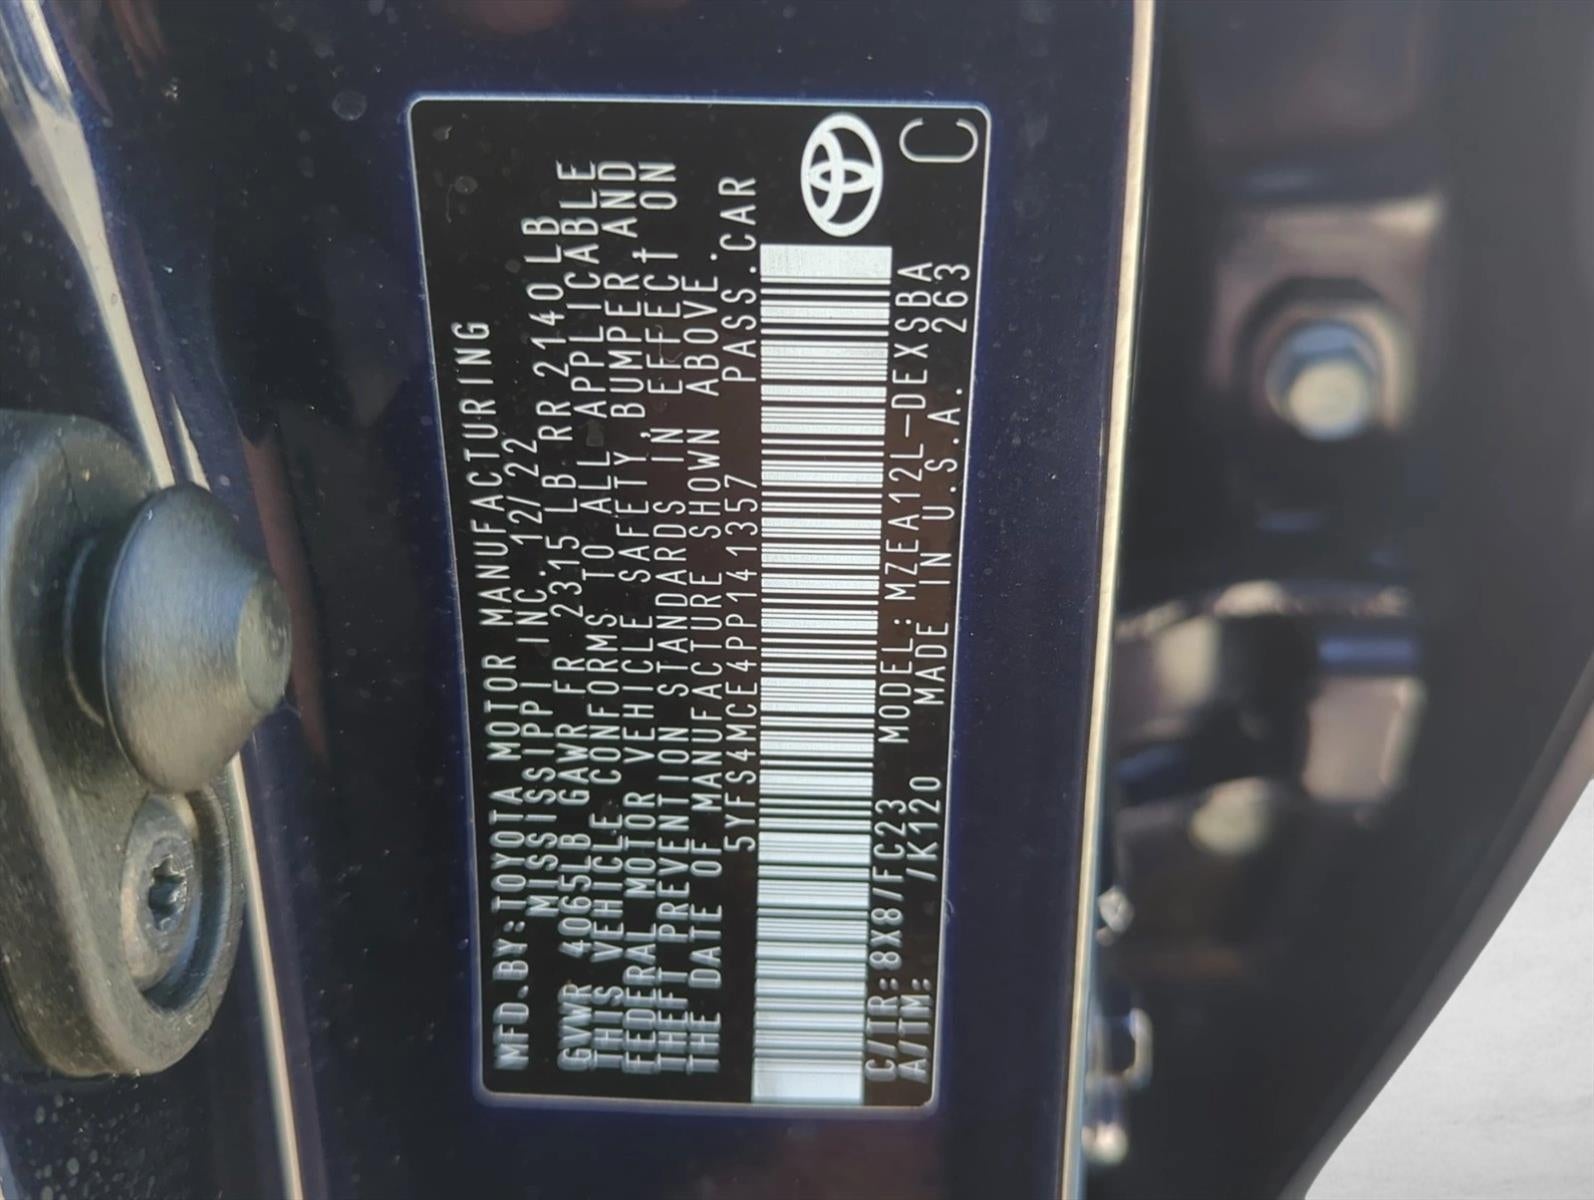 MFD.BY:TOYOTA MOTOR MANUFACTURING
MISSISSIPPI INC. 12/22
GVWR 4065LB GAWR FR 2315 LB RR 2140LB
THIS VEHICLE CONFORMS TO ALL APPLICABLE
FEDERAL MOTOR VEHICLE SAFETY, BUMPER, AND
THEFT PREVENTION STANDARDS IN EFFECT ON
THE DATE OF MANUFACTURE SHOWN ABOVE.
5YFS4MCE4PP141357 PASS.CAR
C/TR: 8X8/FC23 MODEL: MZEA12L-DEXSBA
A/TM: /K120 MADE IN U.S.A. 263
C